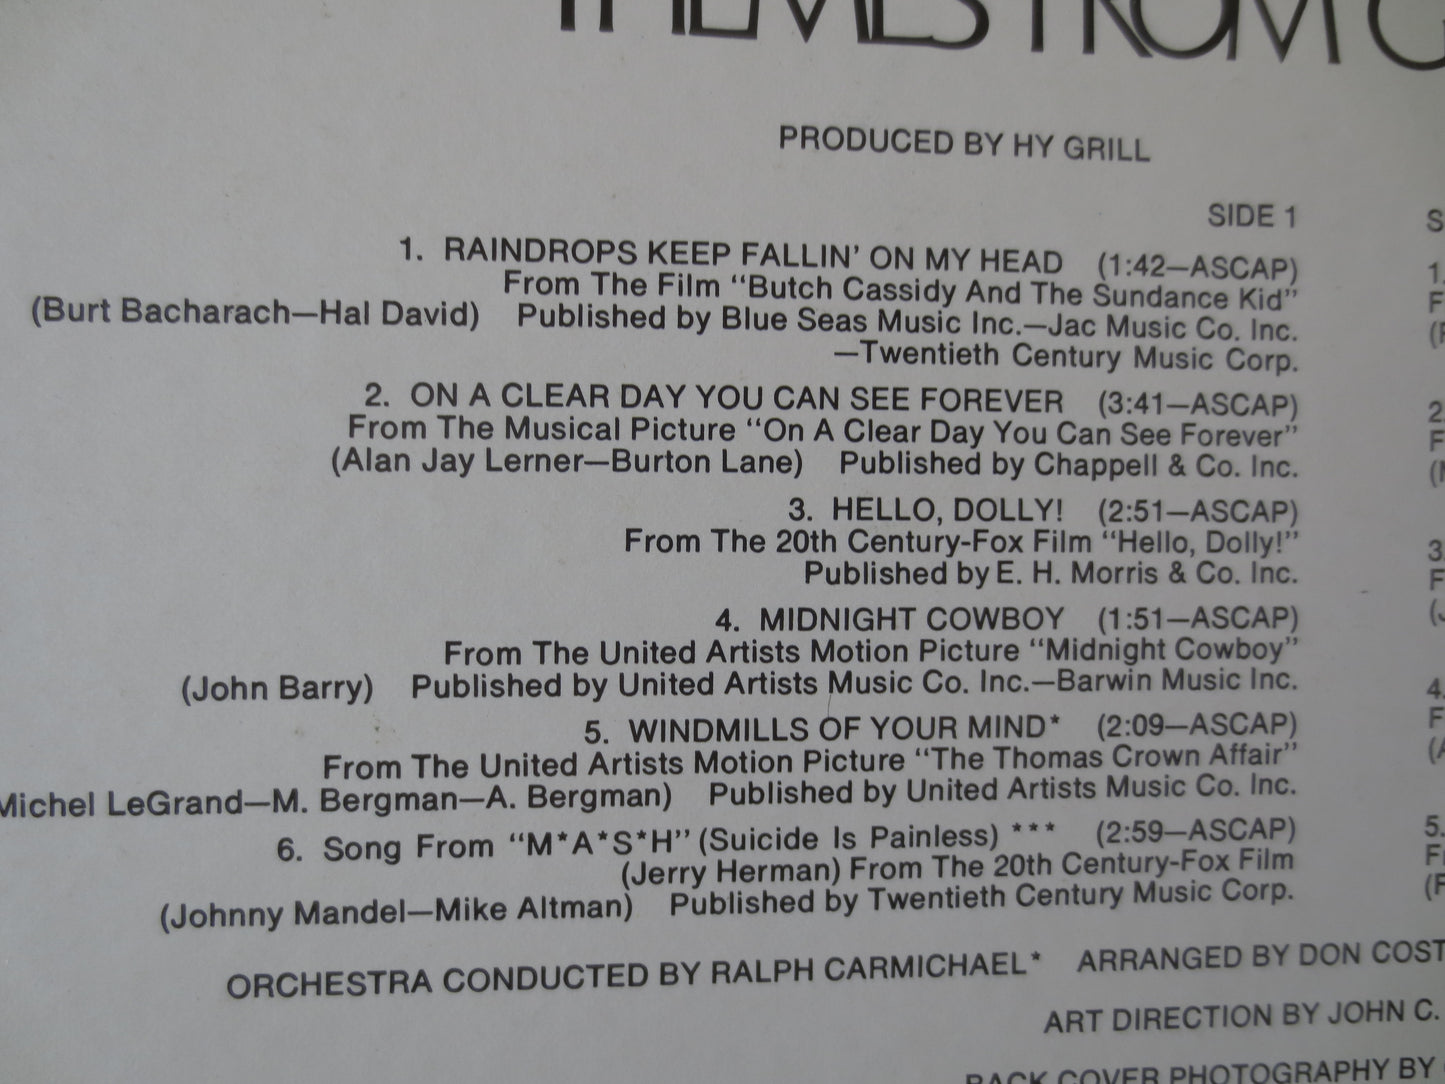 THEMES FROM
PRODUCED BY HY GRILL
SIDE 1
1. RAINDROPS KEEP FALLIN' ON MY HEAD (1:42—ASCAP)
From The Film "Butch Cassidy And The Sundance Kid"
(Burt Bacharach—Hal David) Published by Blue Seas Music Inc.—Jac Music Co. Inc.
—Twentieth Century Music Corp.
2. ON A CLEAR DAY YOU CAN SEE FOREVER (3:41—ASCAP)
From The Musical Picture "On A Clear Day You Can See Forever"
(Alan Jay Lerner—Burton Lane) Published by Chappell & Co. Inc.
3. HELLO, DOLLY! (2:51—ASCAP)
From The 20th Century-Fox Film "Hello, Dolly!"
Published by E. H. Morris & Co. Inc.
4. MIDNIGHT COWBOY (1:51—ASCAP)
From The United Artists Motion Picture "Midnight Cowboy"
(John Barry) Published by United Artists Music Co. Inc.—Barwin Music Inc.
5. WINDMILLS OF YOUR MIND* (2:09—ASCAP)
From The United Artists Motion Picture "The Thomas Crown Affair"
Michel LeGrand—M. Bergman—A. Bergman) Published by United Artists Music Co. Inc.
6. Song From "M*A*S*H" (Suicide Is Painless) *** (2:59—ASCAP)
(Jerry Herman) From The 20th Century-Fox Film
(Johnny Mandel—Mike Altman) Published by Twentieth Century Music Corp.
ORCHESTRA CONDUCTED BY RALPH CARMICHAEL* ARRANGED BY DON COST
ART DIRECTION BY JOHN C.
BACK COVER PHOTOGRAPHY BY